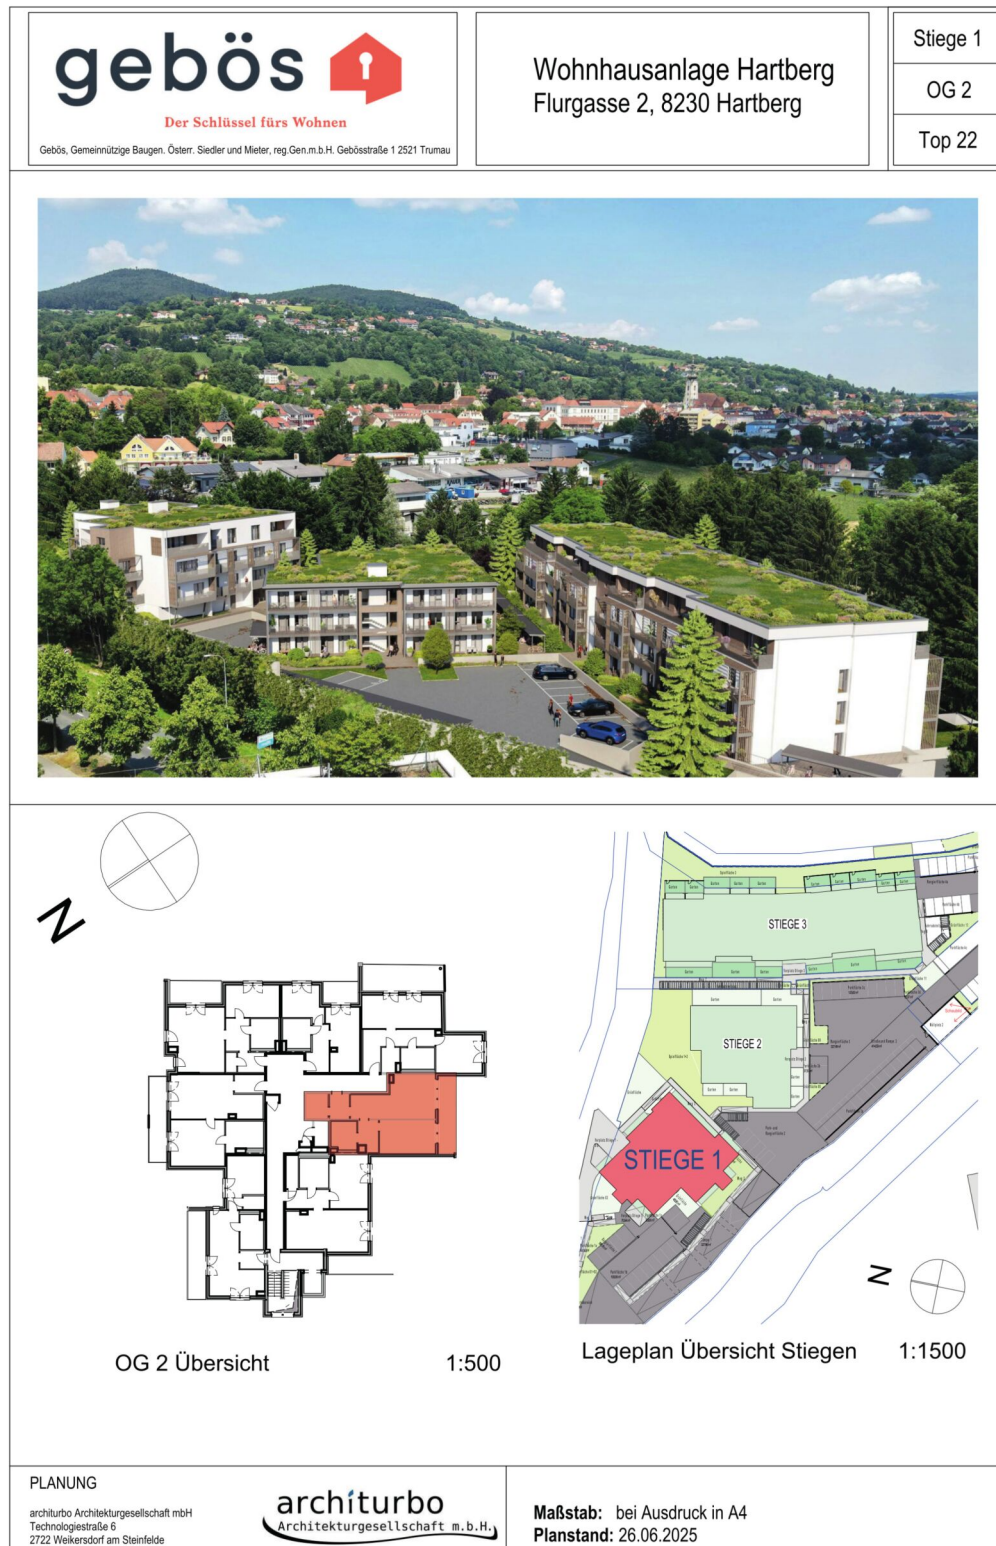 gebös
Der Schlüssel fürs Wohnen
Gebös, Gemeinnützige Baugen. Österr. Siedler und Mieter, reg.Gen.m.b.H. Gebösstraße 1 2521 Trumau
Wohnhausanlage Hartberg
Flurgasse 2, 8230 Hartberg
Stiege 1
OG 2
Top 22
N
STIEGE 3
STIEGE 2
STIEGE 1
N
OG 2 Übersicht 1:500
Lageplan Übersicht Stiegen 1:1500
PLANUNG
architurbo Architekturgesellschaft mbH
Technologiestraße 6
2722 Weikersdorf am Steinfelde
architurbo
Architekturgesellschaft m.b.H.
Maßstab: bei Ausdruck in A4
Planstand: 26.06.2025